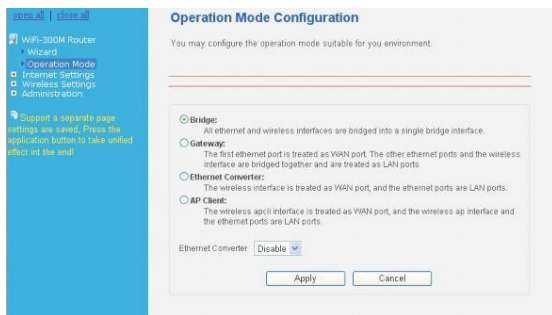 open all | close all
WiFi-300M Router
Wizard
Operation Mode
Internet Settings
Wireless Settings
Administration
Support a separate page
settings are saved, Press the
application button to take unified
effect int the end!
Operation Mode Configuration
You may configure the operation mode suitable for you environment.
Bridge:
All ethernet and wireless interfaces are bridged into a single bridge interface.
Gateway:
The first ethernet port is treated as WAN port. The other ethernet ports and the wireless
interface are bridged together and are treated as LAN ports.
Ethernet Converter:
The wireless interface is treated as WAN port, and the ethernet ports are LAN ports.
AP Client:
The wireless apcli interface is treated as WAN port, and the wireless ap interface and
the ethernet ports are LAN ports.
Ethernet Converter Disable
Apply Cancel